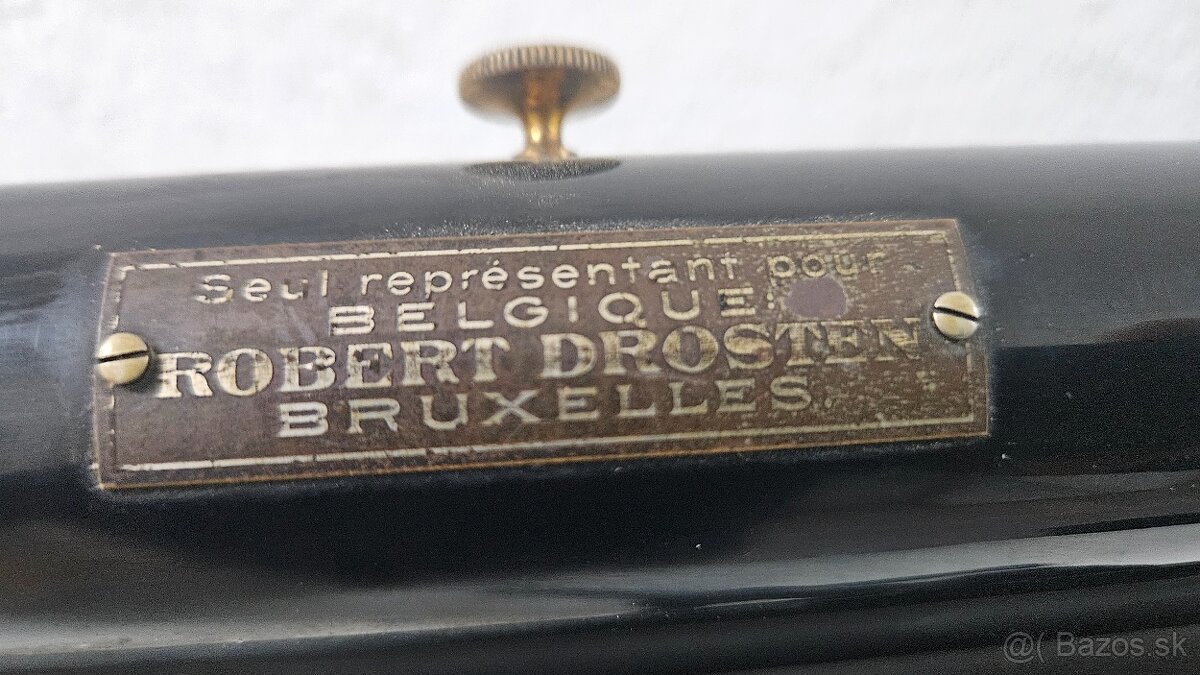 Seul représentant pour
BELGIQUE
ROBERT DROSTEN
BRUXELLES
@( Bazos.sk